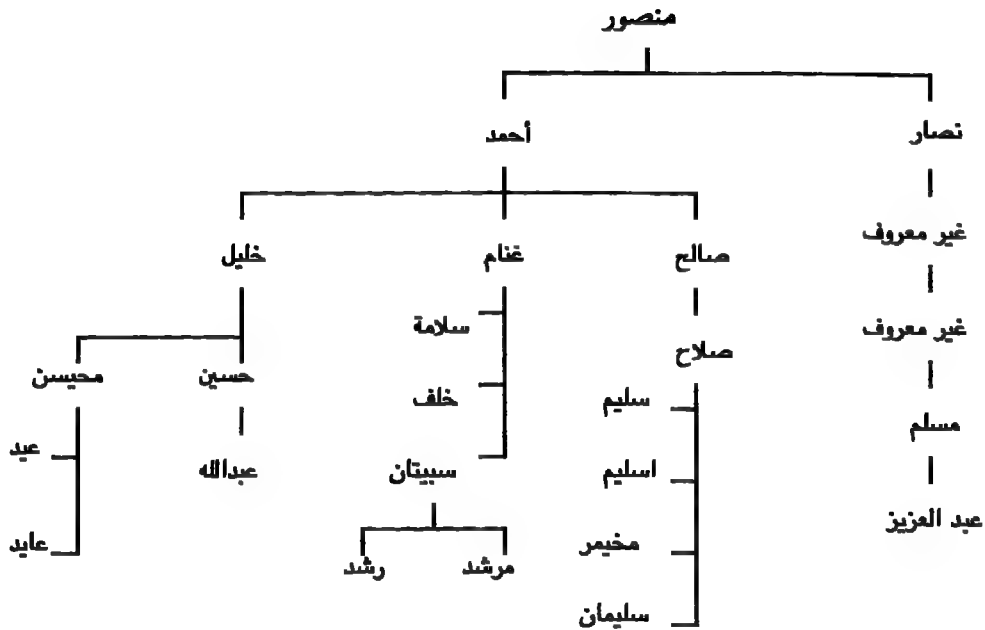 منصور
أحمد
نصار
خليل
غنام
صالح
غير معروف
سلامة
صلاح
غير معروف
محيسن
حسين
خلف
سليم
مسلم
عيد
عبدالله
سبيتان
اسليم
عبد العزيز
عايد
رشد
مرشد
مخيمر
سليمان